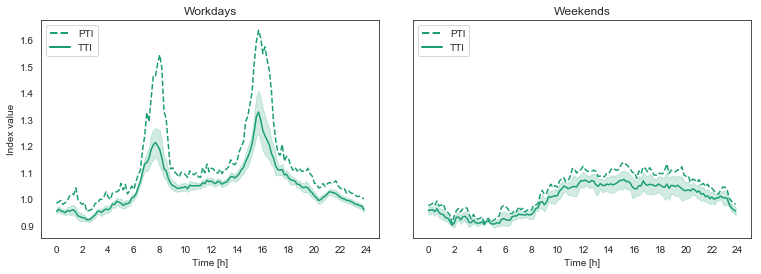 Workdays
PTI
TTI
Index value
1.6
1.5
1.4
1.3
1.2
1.1
1.0
0.9
0 2 4 6 8 10 12 14 16 18 20 22 24
Time [h]
Weekends
PTI
TTI
0 2 4 6 8 10 12 14 16 18 20 22 24
Time [h]